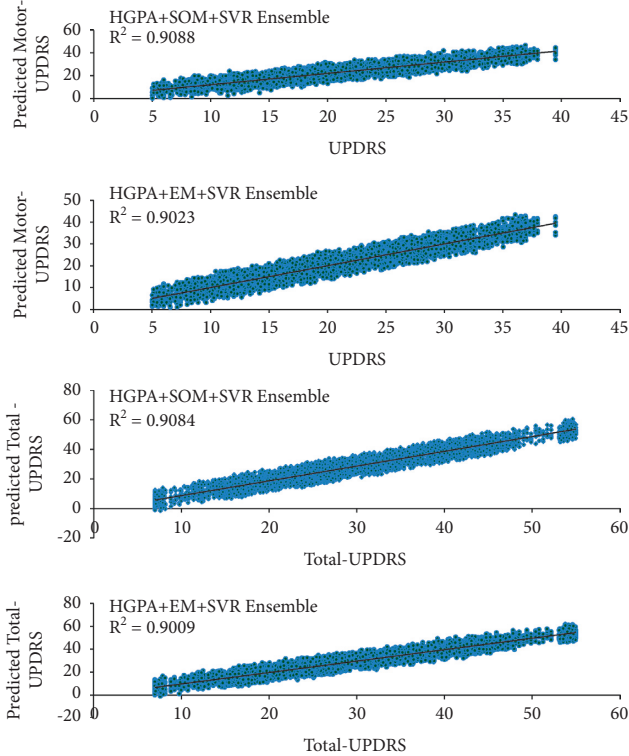 HGPA+SOM+SVR Ensemble
R² = 0.9088
Predicted Motor-
UPDRS
60
40
20
0
0 5 10 15 20 25 30 35 40 45
UPDRS
HGPA+EM+SVR Ensemble
R² = 0.9023
Predicted Motor-
UPDRS
50
40
30
20
10
0
0 5 10 15 20 25 30 35 40 45
UPDRS
HGPA+SOM+SVR Ensemble
R² = 0.9084
predicted Total -
UPDRS
80
60
40
20
0
-20
0 10 20 30 40 50 60
Total-UPDRS
HGPA+EM+SVR Ensemble
R² = 0.9009
Predicted Total-
UPDRS
80
60
40
20
0
-20
0 10 20 30 40 50 60
Total-UPDRS